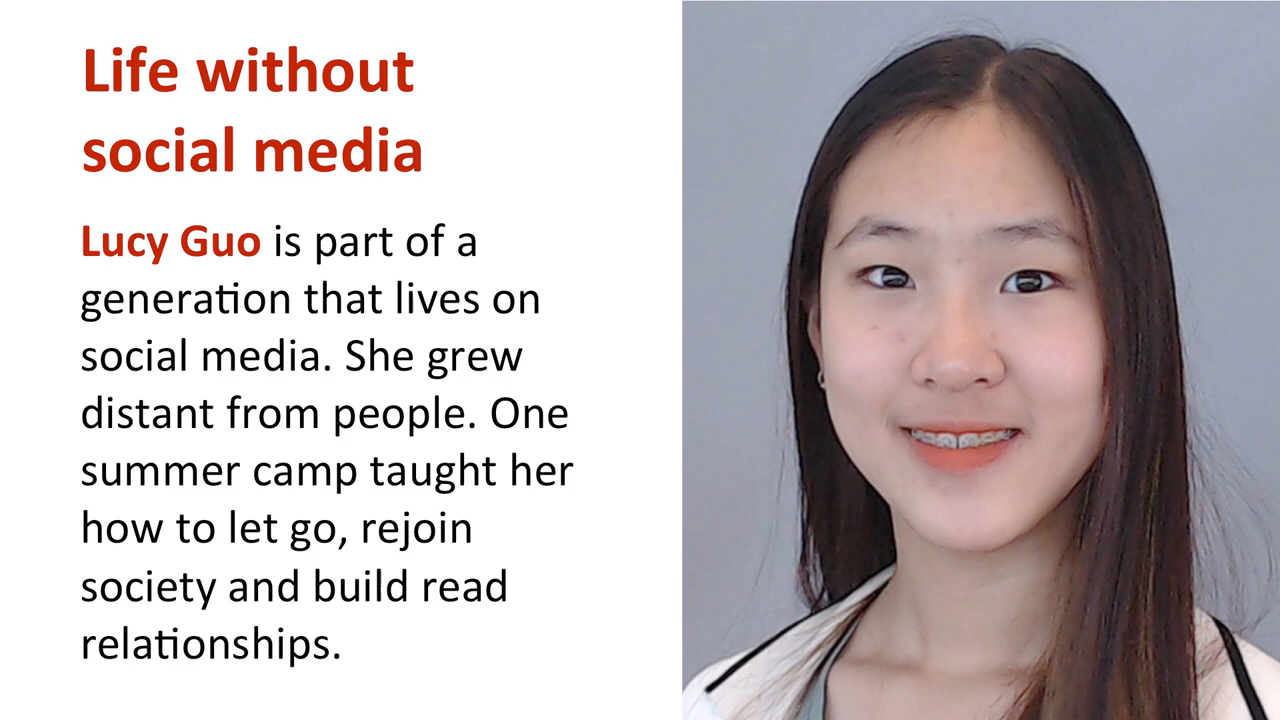 Life without
social media
Lucy Guo is part of a
generation that lives on
social media. She grew
distant from people. One
summer camp taught her
how to let go, rejoin
society and build read
relationships.